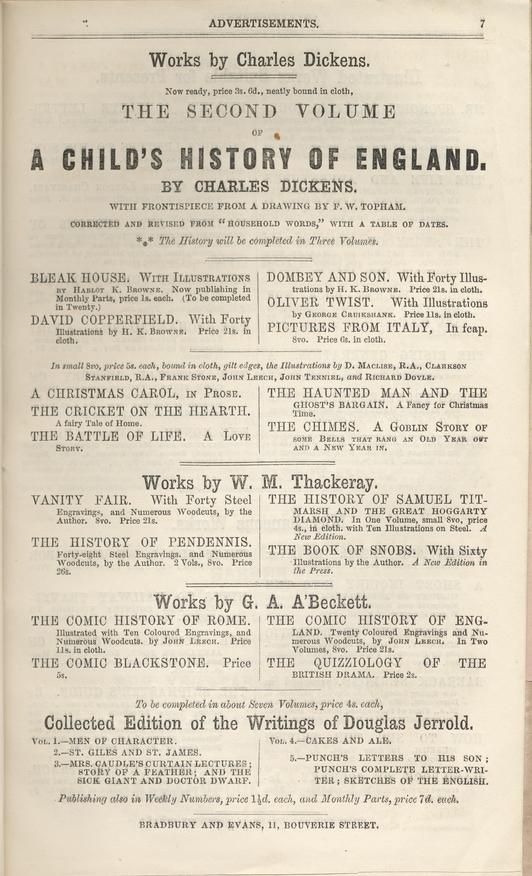 ADVERTISEMENTS. 7
Works by Charles Dickens.
Now ready, price 3s. 6d., neatly bound in cloth,
THE SECOND VOLUME
OF
A CHILD'S HISTORY OF ENGLAND.
BY CHARLES DICKENS.
WITH FRONTISPIECE FROM A DRAWING BY F. W. TOPHAM.
CORRECTED AND REVISED FROM "HOUSEHOLD WORDS," WITH A TABLE OF DATES.
*** The History will be completed in Three Volumes.
BLEAK HOUSE. WITH ILLUSTRATIONS
BY HABLOT K. BROWNE. Now publishing in
Monthly Parts, price 1s. each. (To be completed
in Twenty.)
DAVID COPPERFIELD. With Forty
Illustrations by H. K. BROWNE. Price 21s. in
cloth.
DOMBEY AND SON. With Forty Illus-
trations by H. K. BROWNE. Price 21s. in cloth.
OLIVER TWIST. With Illustrations
by GEORGE CRUIKSHANK. Price 11s. in cloth.
PICTURES FROM ITALY, In fcap.
8vo. Price 6s. in cloth.
In small 8vo, price 5s. each, bound in cloth, gilt edges, the Illustrations by D. MACLISE, R.A., CLARKSON
STANFIELD, R.A., FRANK STONE, JOHN LEECH, JOHN TENNIEL, and RICHARD DOYLE.
A CHRISTMAS CAROL, IN PROSE.
THE CRICKET ON THE HEARTH.
A fairy Tale of Home.
THE BATTLE OF LIFE. A LOVE
STORY.
THE HAUNTED MAN AND THE
GHOST'S BARGAIN. A Fancy for Christmas
Time.
THE CHIMES. A GOBLIN STORY OF
SOME BELLS THAT RANG AN OLD YEAR OUT
AND A NEW YEAR IN.
Works by W. M. Thackeray.
VANITY FAIR. With Forty Steel
Engravings, and Numerous Woodcuts, by the
Author. 8vo. Price 21s.
THE HISTORY OF PENDENNIS.
Forty-eight Steel Engravings. and Numerous
Woodcuts, by the Author. 2 Vols., 8vo. Price
26s.
THE HISTORY OF SAMUEL TIT-
MARSH AND THE GREAT HOGGARTY
DIAMOND. In One Volume, small 8vo, price
4s., in cloth. with Ten Illustrations on Steel. A
New Edition.
THE BOOK OF SNOBS. With Sixty
Illustrations by the Author. A New Edition in
the Press.
Works by G. A. A'Beckett.
THE COMIC HISTORY OF ROME.
Illustrated with Ten Coloured Engravings, and
Numerous Woodcuts. by JOHN LEECH. Price
11s. in cloth.
THE COMIC BLACKSTONE. Price
5s.
THE COMIC HISTORY OF ENG-
LAND. Twenty Coloured Engravings and Nu-
merous Woodcuts, by JOHN LEECH. In Two
Volumes, 8vo. Price 21s.
THE QUIZZIOLOGY OF THE
BRITISH DRAMA. Price 2s.
To be completed in about Seven Volumes, price 4s. each,
Collected Edition of the Writings of Douglas Jerrold.
VOL. 1.—MEN OF CHARACTER.
2.—ST. GILES AND ST. JAMES.
3.—MRS. CAUDLE'S CURTAIN LECTURES;
STORY OF A FEATHER; AND THE
SICK GIANT AND DOCTOR DWARF.
VOL. 4.—CAKES AND ALE.
5.—PUNCH'S LETTERS TO HIS SON;
PUNCH'S COMPLETE LETTER-WRI-
TER; SKETCHES OF THE ENGLISH.
Publishing also in Weekly Numbers, price 1½d. each, and Monthly Parts, price 7d. each.
BRADBURY AND EVANS, 11, BOUVERIE STREET.